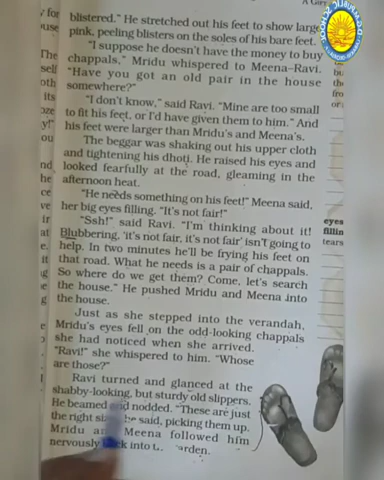 blistered." He stretched out his feet to show large
pink, peeling blisters on the soles of his bare feet.
"I suppose he doesn't have the money to buy
chappals," Mridu whispered to Meena–Ravi.
"Have you got an old pair in the house
somewhere?"
"I don't know," said Ravi. "Mine are too small
to fit his feet, or I'd have given them to him." And
his feet were larger than Mridu's and Meena's.
The beggar was shaking out his upper cloth
and tightening his dhoti. He raised his eyes and
looked fearfully at the road, gleaming in the
afternoon heat.
"He needs something on his feet!" Meena said,
her big eyes filling. "It's not fair!"
"Ssh!" said Ravi. "I'm thinking about it!
Blubbering, 'it's not fair, it's not fair' isn't going to
help. In two minutes he'll be frying his feet on
that road. What he needs is a pair of chappals.
So where do we get them? Come, let's search
the house." He pushed Mridu and Meena into
the house.
Just as she stepped into the verandah,
Mridu's eyes fell on the odd-looking chappals
she had noticed when she arrived.
"Ravi!" she whispered to him. "Whose
are those?"
Ravi turned and glanced at the
shabby-looking, but sturdy old slippers.
He beamed and nodded. "These are just
the right he said, picking them up.
Mridu and Meena followed him
nervously into
eyes
tears